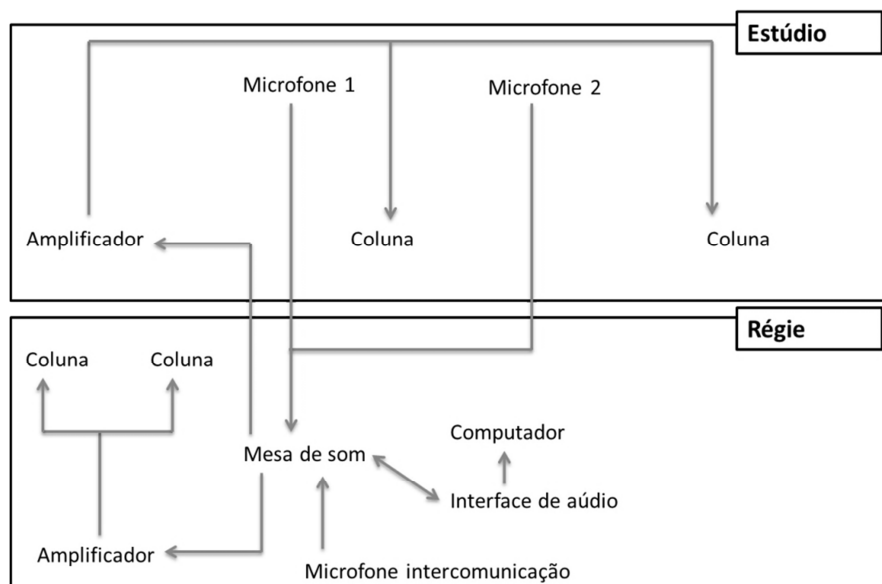 Estúdio
Microfone 1
Microfone 2
Amplificador
Coluna
Coluna
Régie
Coluna
Coluna
Computador
Mesa de som
Interface de aúdio
Amplificador
Microfone intercomunicação